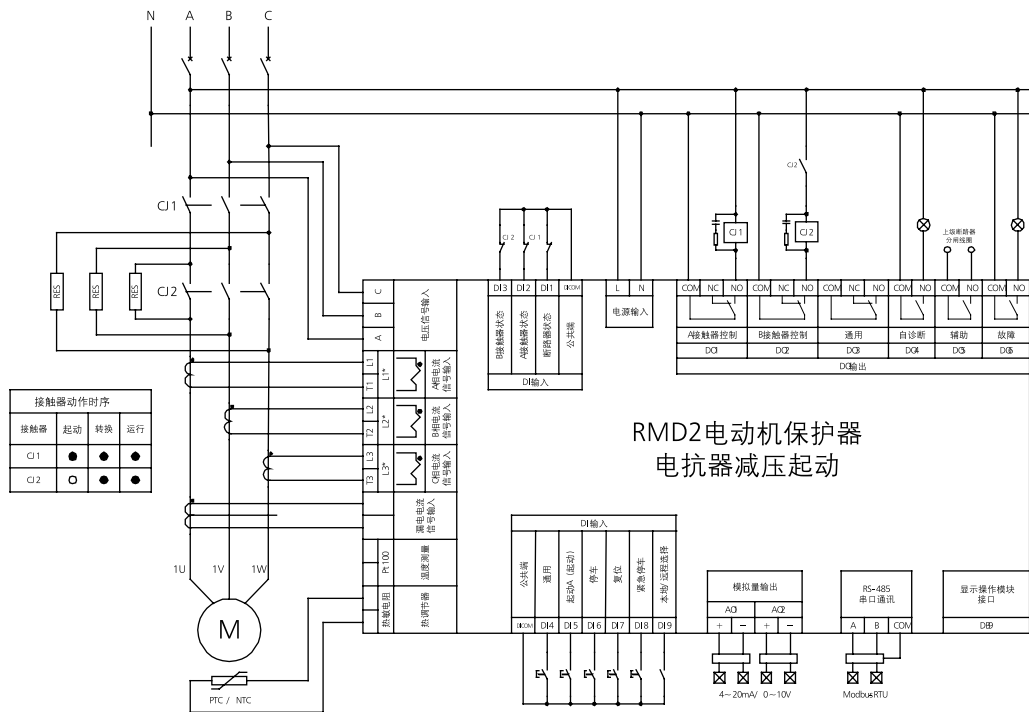 N A B C
CJ1
RES RES RES
CJ2
接触器动作时序
接触器 起动 转换 运行
CJ1
CJ2
1U 1V 1W
M
PTC / NTC
C
B
A
电压信号输入
L1
T1
L1*
A相电流
信号输入
L2
T2
L2*
B相电流
信号输入
L3
T3
L3*
C相电流
信号输入
漏电电流
信号输入
Pt100
温度测量
热敏电阻
热调节器
CJ2 CJ1
DI3 DI2 DI1 DICOM
B接触器状态
A接触器状态
断路器状态
公共端
DI输入
L N
电源输入
CJ1
CJ2
CJ2
上级断路器
分闸线圈
COM NC NO COM NC NO COM NC NO COM NO COM NO COM NO
A接触器控制 B接触器控制 通用 自诊断 辅助 故障
DO1 DO2 DO3 DO4 DO5 DO6
DO输出
RMD2电动机保护器
电抗器减压起动
DI输入
公共端
通用
起动A（起动）
停车
复位
紧急停车
本地/远程选择
DICOM DI4 DI5 DI6 DI7 DI8 DI9
模拟量输出
AO1 AO2
+ − + −
4～20mA/ 0～10V
RS-485
串口通讯
A B COM
Modbus-RTU
显示操作模块
接口
DB9